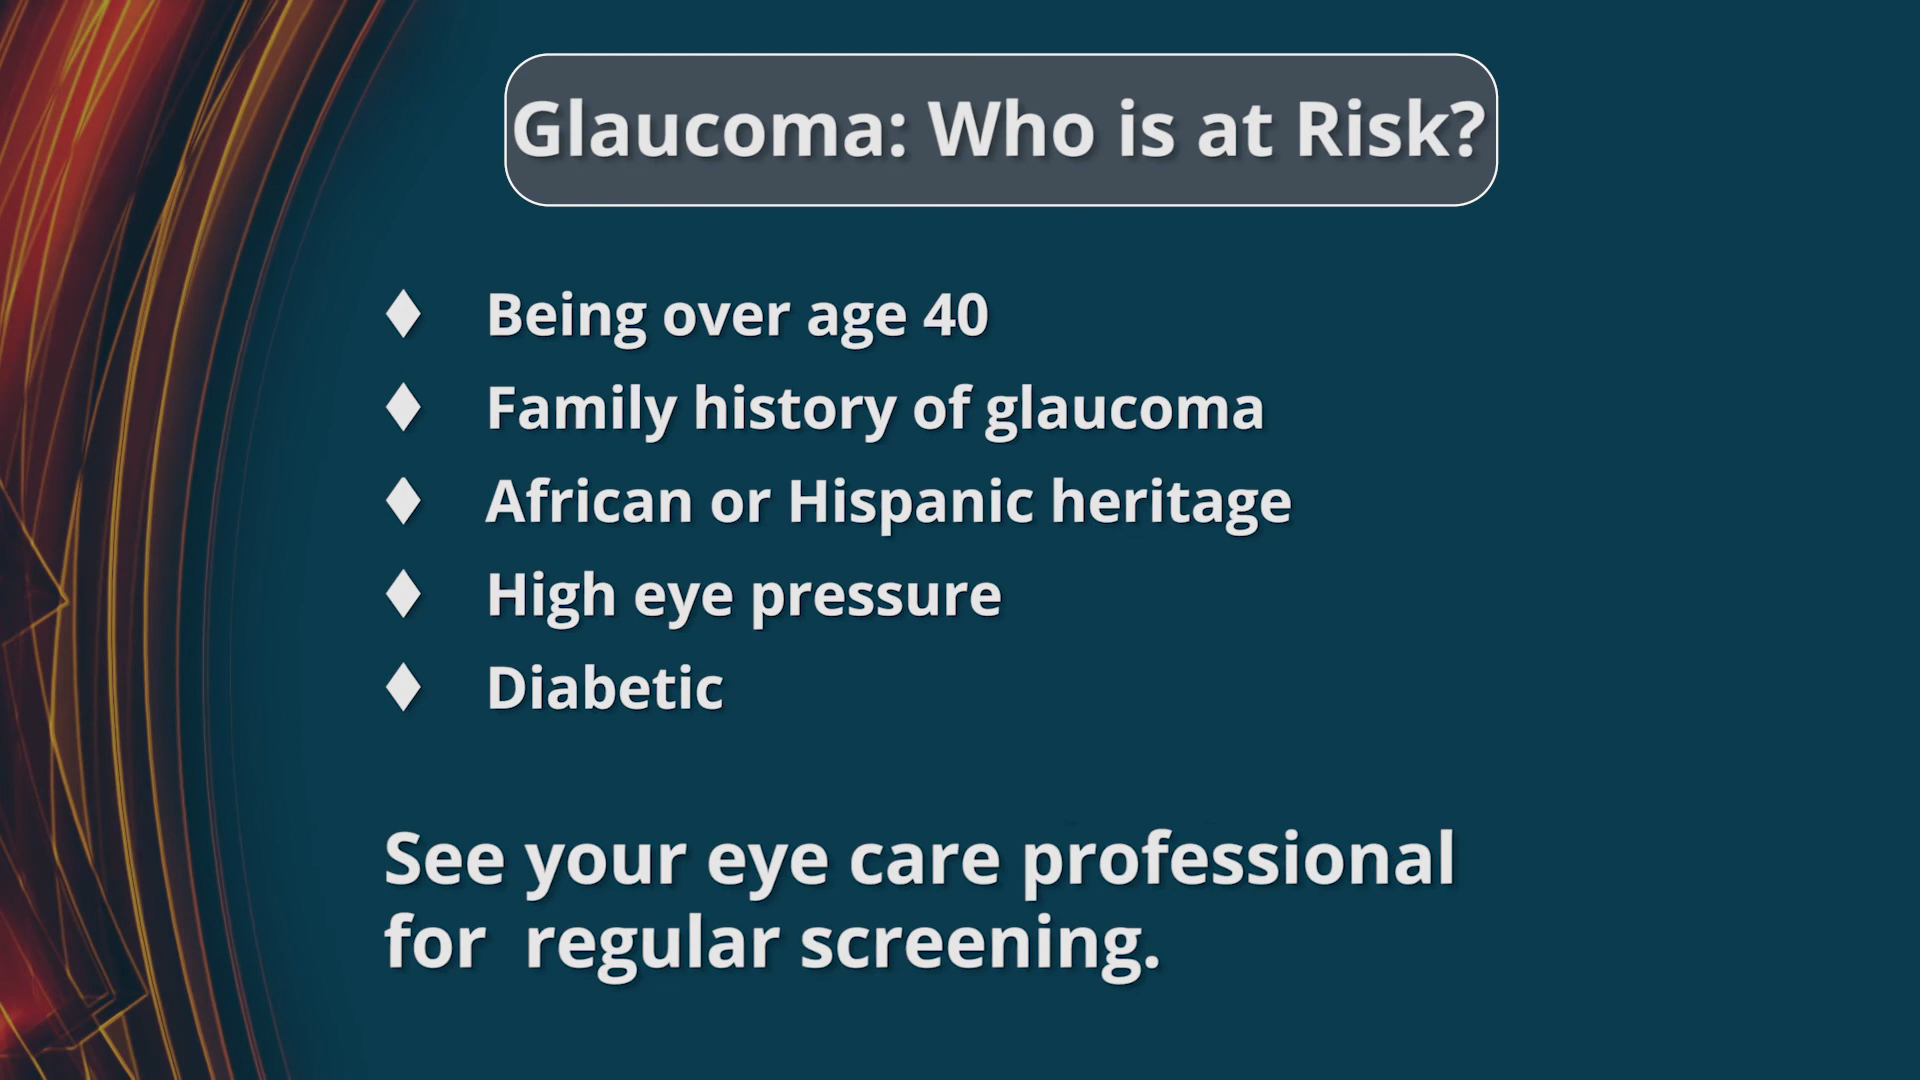 Glaucoma: Who is at Risk?
♦ Being over age 40
♦ Family history of glaucoma
♦ African or Hispanic heritage
♦ High eye pressure
♦ Diabetic
See your eye care professional
for  regular screening.